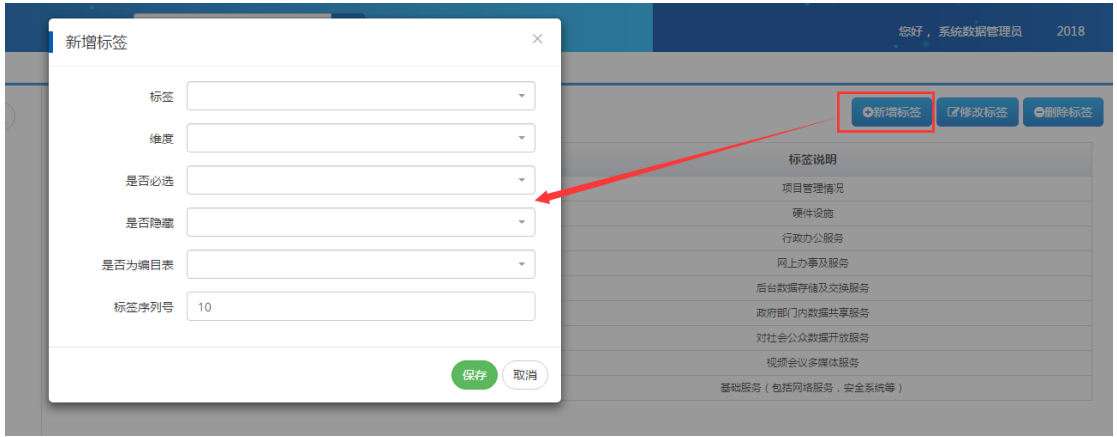 您好，系统数据管理员 2018
新增标签 ×
标签
维度
是否必选
是否隐藏
是否为编目表
标签序列号 10
保存 取消
新增标签 修改标签 删除标签
标签说明
项目管理情况
硬件设施
行政办公服务
网上办事及服务
后台数据存储及交换服务
政府部门内数据共享服务
对社会公众数据开放服务
视频会议多媒体服务
基础服务（包括网络服务，安全系统等）